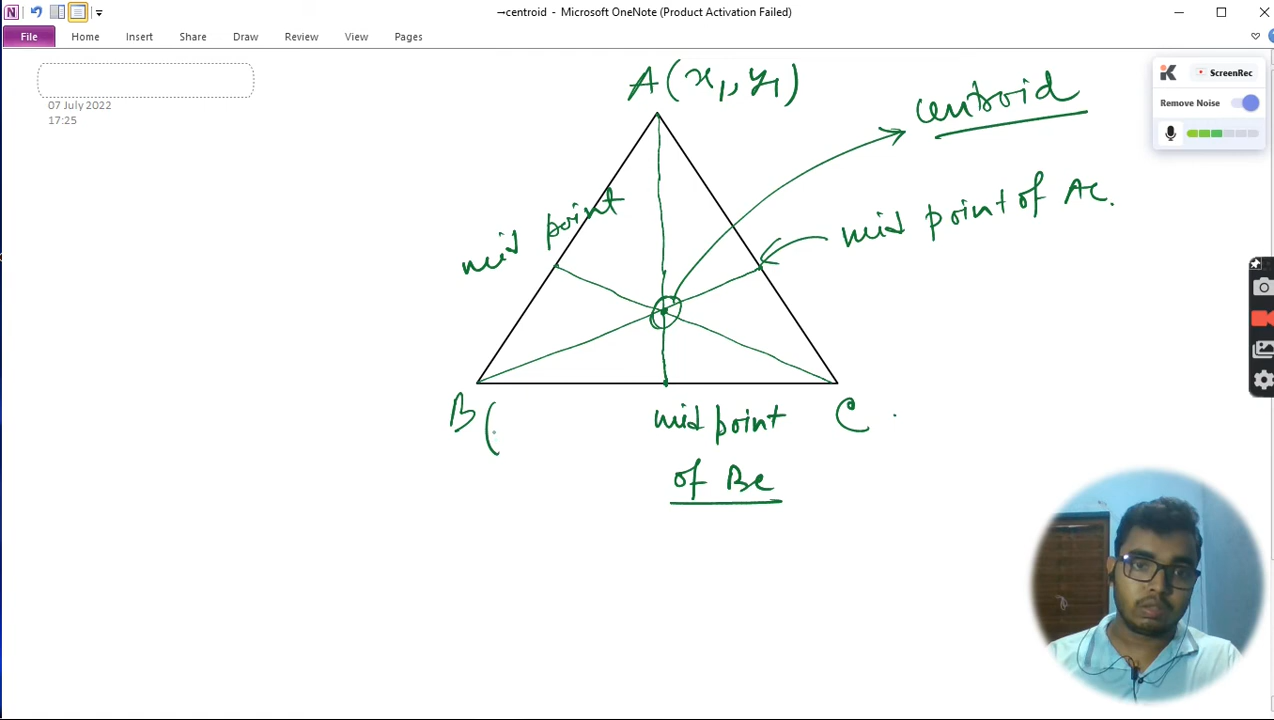 →centroid - Microsoft OneNote (Product Activation Failed)
File Home Insert Share Draw Review View Pages
ScreenRec
Remove Noise
07 July 2022
17:25
A (x₁, y₁)
centroid
mid point of AC.
mid point
B (
mid point
of BC
C